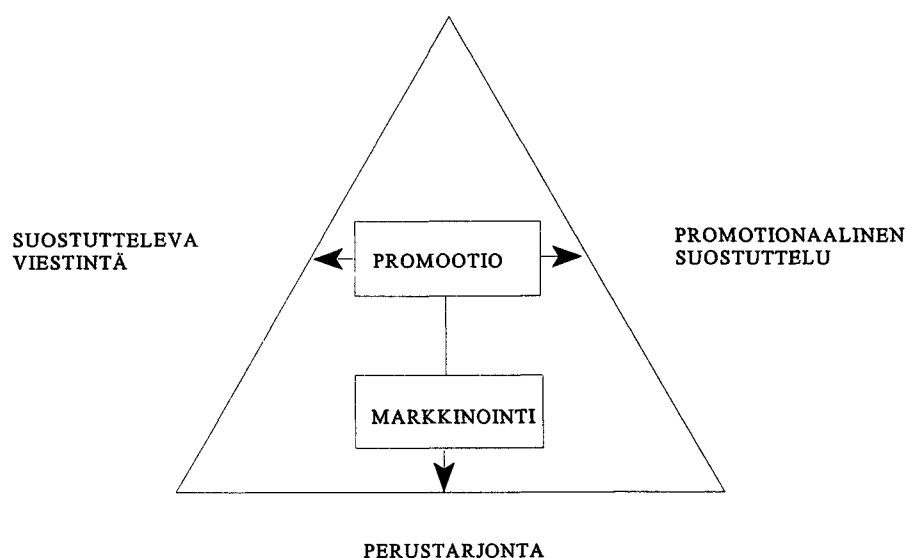 SUOSTUTTELEVA
VIESTINTÄ
PROMOOTIO
PROMOTIONAALINEN
SUOSTUTTELU
MARKKINOINTI
PERUSTARJONTA